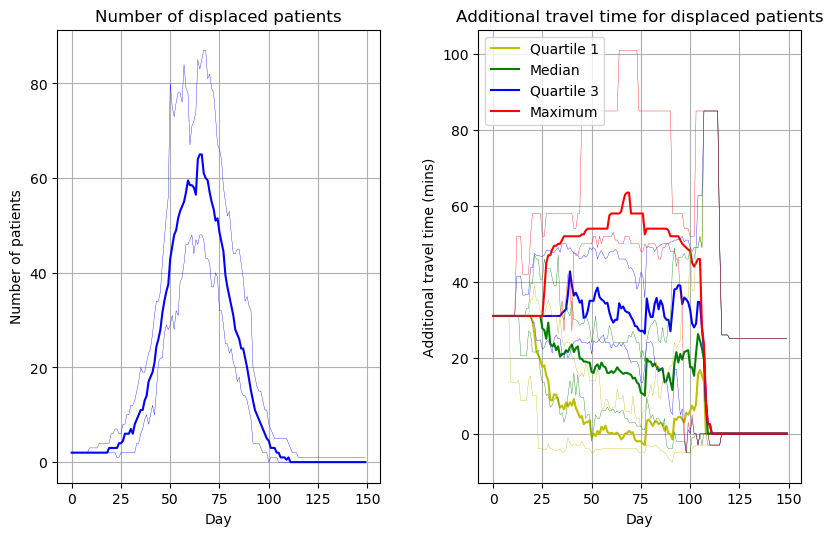 Number of displaced patients
Number of patients
80
60
40
20
0
0
25
50
75
100
125
150
Day
Additional travel time for displaced patients
Additional travel time (mins)
100
80
60
40
20
0
Quartile 1
Median
Quartile 3
Maximum
0
25
50
75
100
125
150
Day